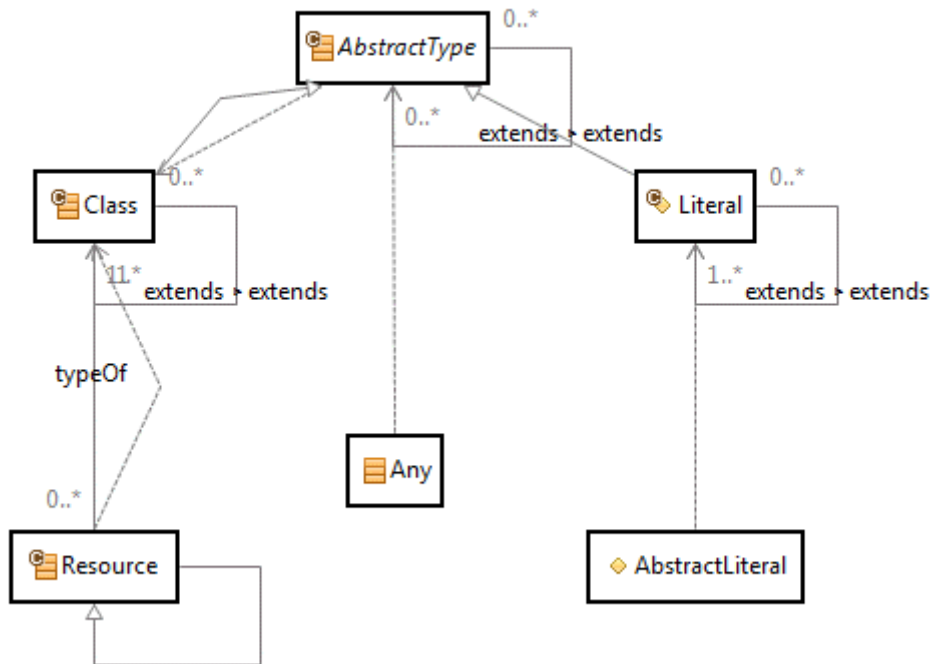 0..*
AbstractType
0..*
extends ▸ extends
0..*
0..*
Class
Literal
11.*
1..*
extends ▸ extends
extends ▸ extends
typeOf
Any
0..*
Resource
AbstractLiteral